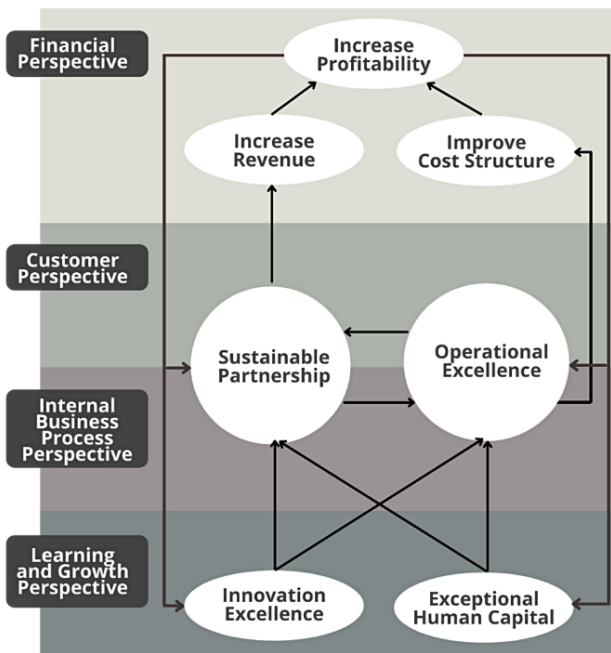 Financial
Perspective
Increase
Profitability
Increase
Revenue
Improve
Cost Structure
Customer
Perspective
Sustainable
Partnership
Operational
Excellence
Internal
Business
Process
Perspective
Learning
and Growth
Perspective
Innovation
Excellence
Exceptional
Human Capital